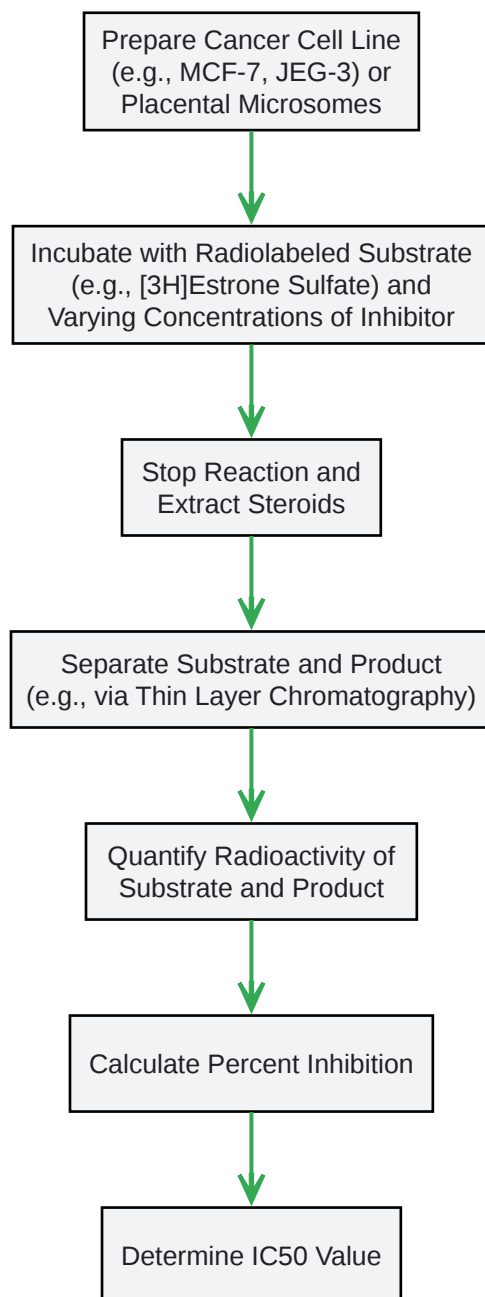 Prepare Cancer Cell Line
(e.g., MCF-7, JEG-3) or
Placental Microsomes
Incubate with Radiolabeled Substrate
(e.g., [3H]Estrone Sulfate) and
Varying Concentrations of Inhibitor
Stop Reaction and
Extract Steroids
Separate Substrate and Product
(e.g., via Thin Layer Chromatography)
Quantify Radioactivity of
Substrate and Product
Calculate Percent Inhibition
Determine IC50 Value